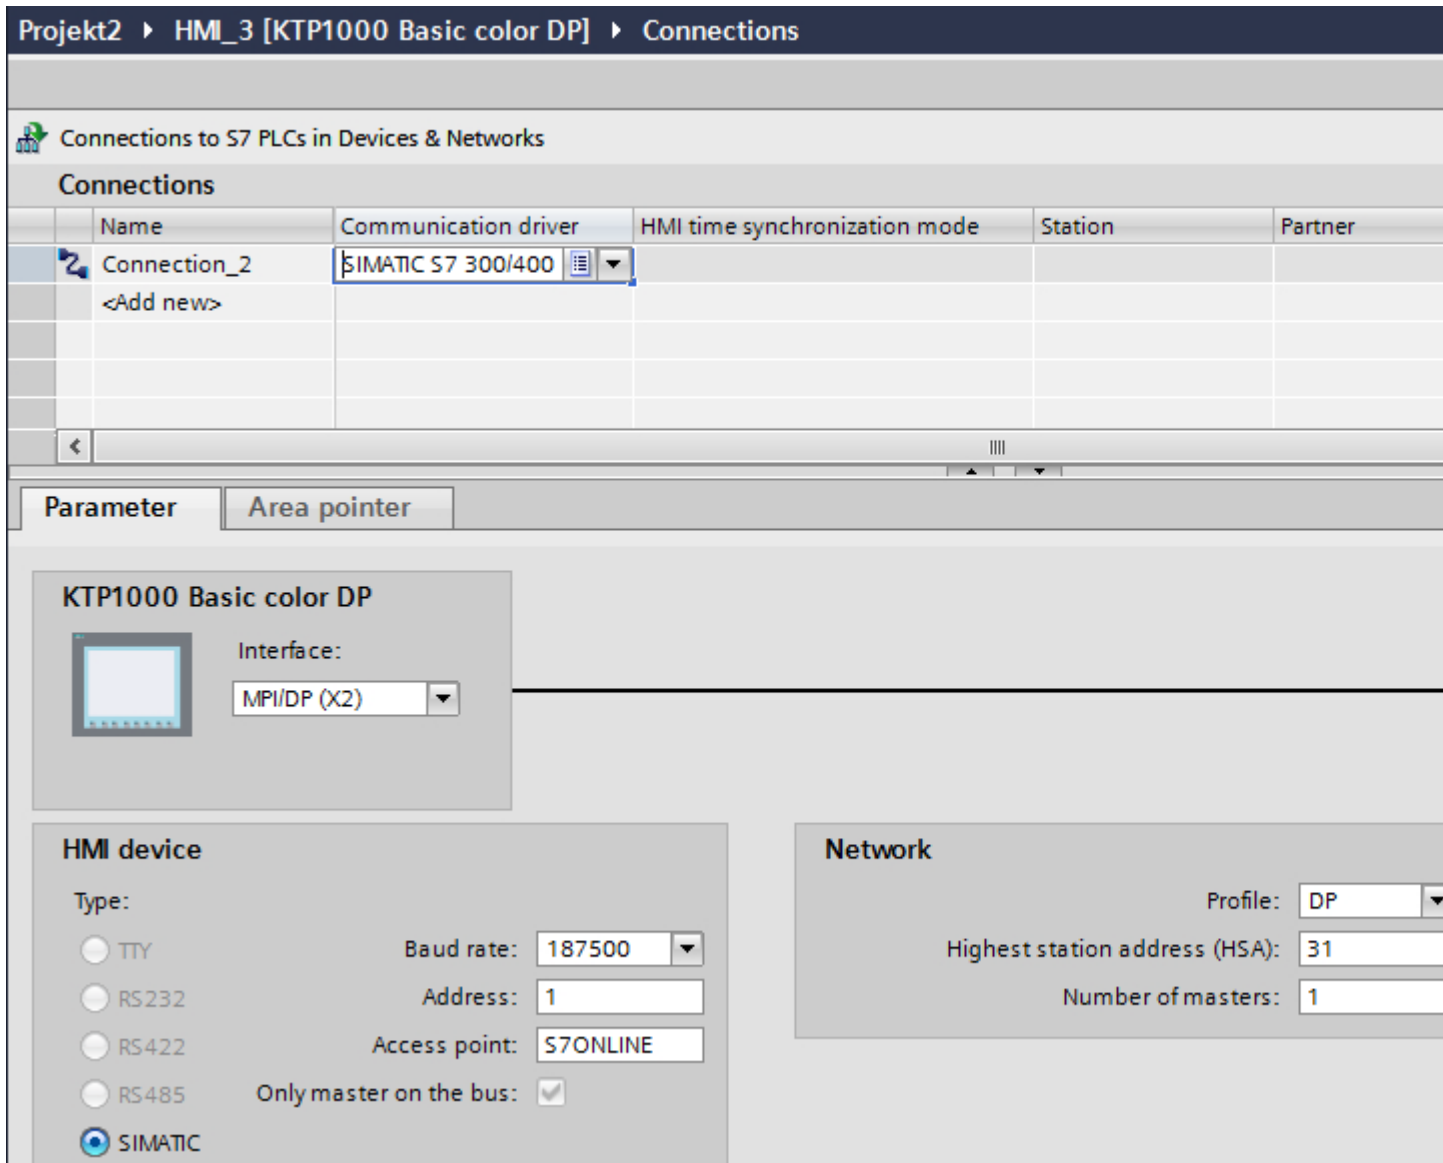 Projekt2 ▸ HMI_3 [KTP1000 Basic color DP] ▸ Connections
Connections to S7 PLCs in Devices & Networks
Connections
Name Communication driver HMI time synchronization mode Station Partner
Connection_2 SIMATIC S7 300/400
<Add new>
Parameter Area pointer
KTP1000 Basic color DP
Interface:
MPI/DP (X2)
HMI device
Network
Type:
Profile: DP
TTY Baud rate: 187500
Highest station address (HSA): 31
RS232 Address: 1
Number of masters: 1
RS422 Access point: S7ONLINE
RS485 Only master on the bus:
SIMATIC